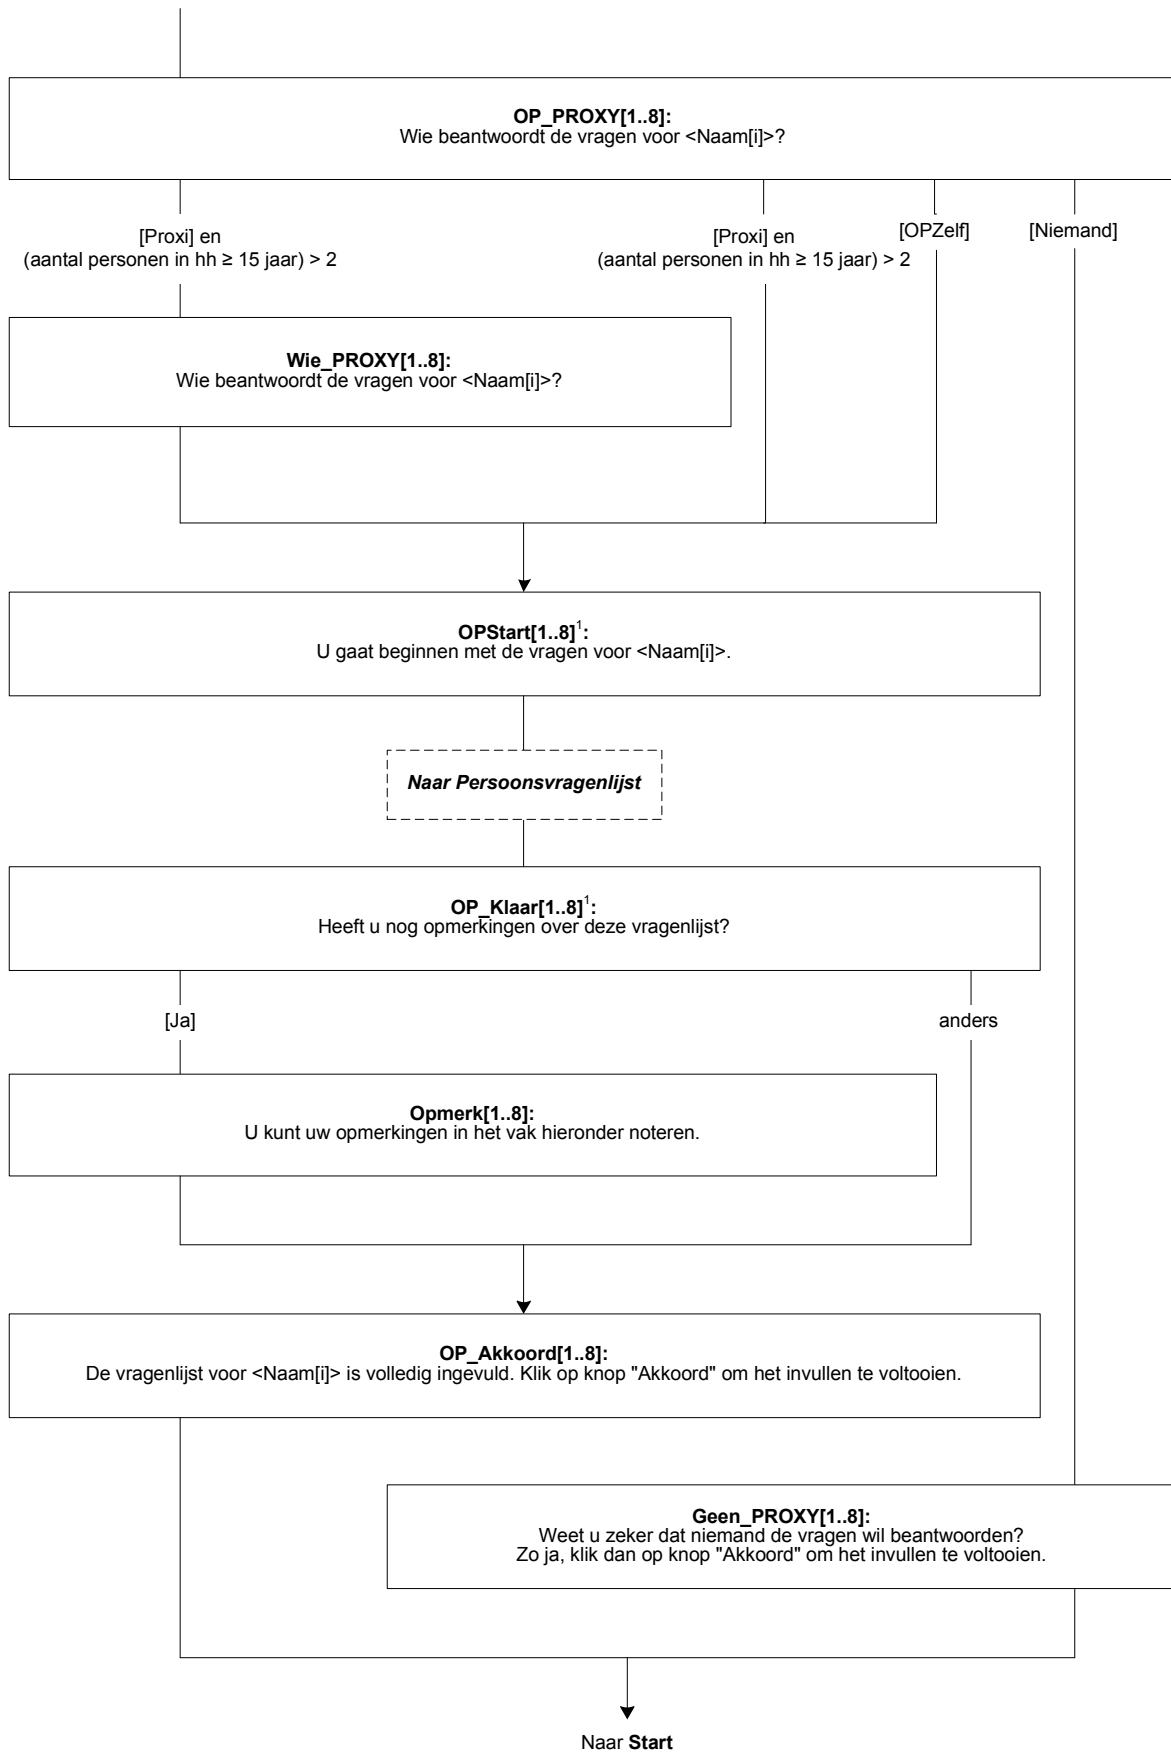 OP_PROXY[1..8]:
Wie beantwoordt de vragen voor <Naam[i]>?
[Proxi] en
(aantal personen in hh ≥ 15 jaar) > 2
[Proxi] en
(aantal personen in hh ≥ 15 jaar) > 2
[OPZelf]
[Niemand]
Wie_PROXY[1..8]:
Wie beantwoordt de vragen voor <Naam[i]>?
OPStart[1..8]¹:
U gaat beginnen met de vragen voor <Naam[i]>.
Naar Persoonsvragenlijst
OP_Klaar[1..8]¹:
Heeft u nog opmerkingen over deze vragenlijst?
[Ja]
anders
Opmerk[1..8]:
U kunt uw opmerkingen in het vak hieronder noteren.
OP_Akkoord[1..8]:
De vragenlijst voor <Naam[i]> is volledig ingevuld. Klik op knop "Akkoord" om het invullen te voltooien.
Geen_PROXY[1..8]:
Weet u zeker dat niemand de vragen wil beantwoorden?
Zo ja, klik dan op knop "Akkoord" om het invullen te voltooien.
Naar Start